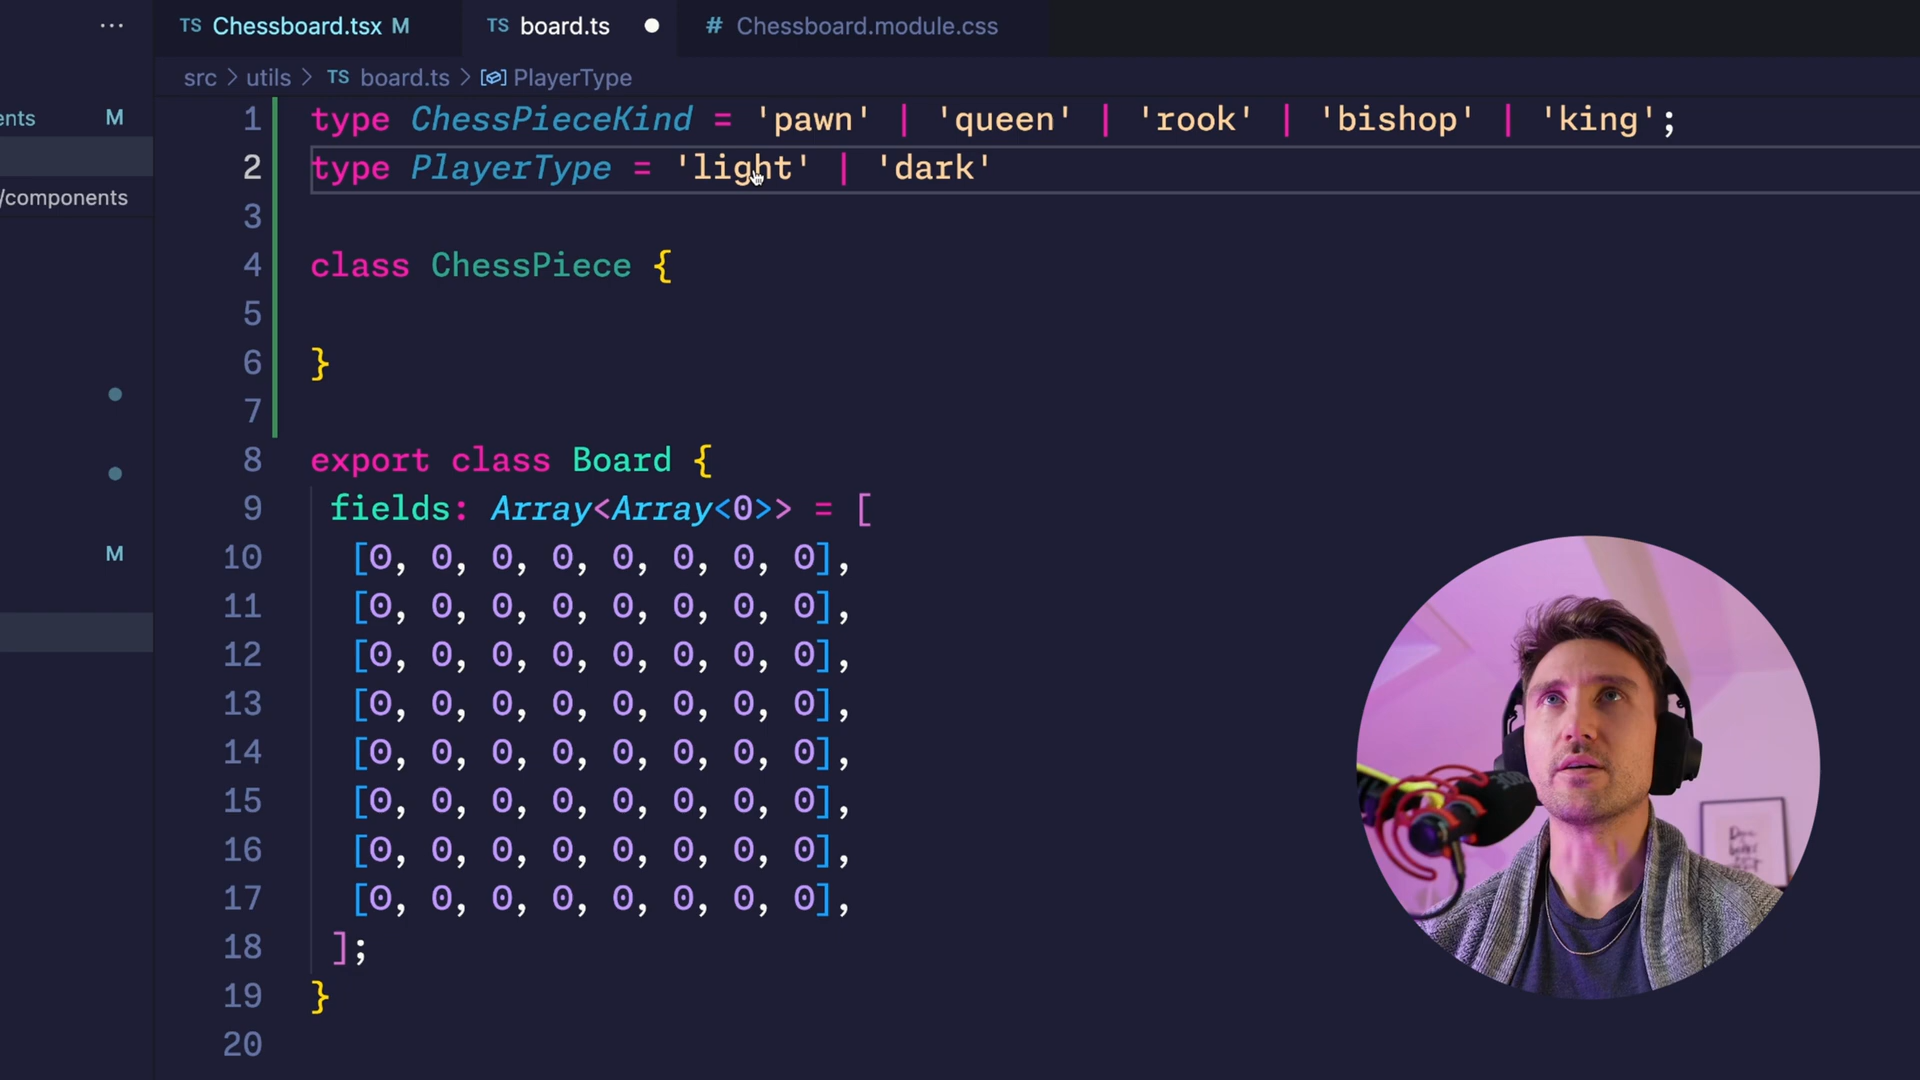 ··· TS Chessboard.tsx M TS board.ts # Chessboard.module.css
src > utils > TS board.ts > PlayerType
ents M
/components
M
1 type ChessPieceKind = 'pawn' | 'queen' | 'rook' | 'bishop' | 'king';
2 type PlayerType = 'light' | 'dark'
3
4 class ChessPiece {
5
6 }
7
8 export class Board {
9 fields: Array<Array<0>> = [
10 [0, 0, 0, 0, 0, 0, 0, 0],
11 [0, 0, 0, 0, 0, 0, 0, 0],
12 [0, 0, 0, 0, 0, 0, 0, 0],
13 [0, 0, 0, 0, 0, 0, 0, 0],
14 [0, 0, 0, 0, 0, 0, 0, 0],
15 [0, 0, 0, 0, 0, 0, 0, 0],
16 [0, 0, 0, 0, 0, 0, 0, 0],
17 [0, 0, 0, 0, 0, 0, 0, 0],
18 ];
19 }
20